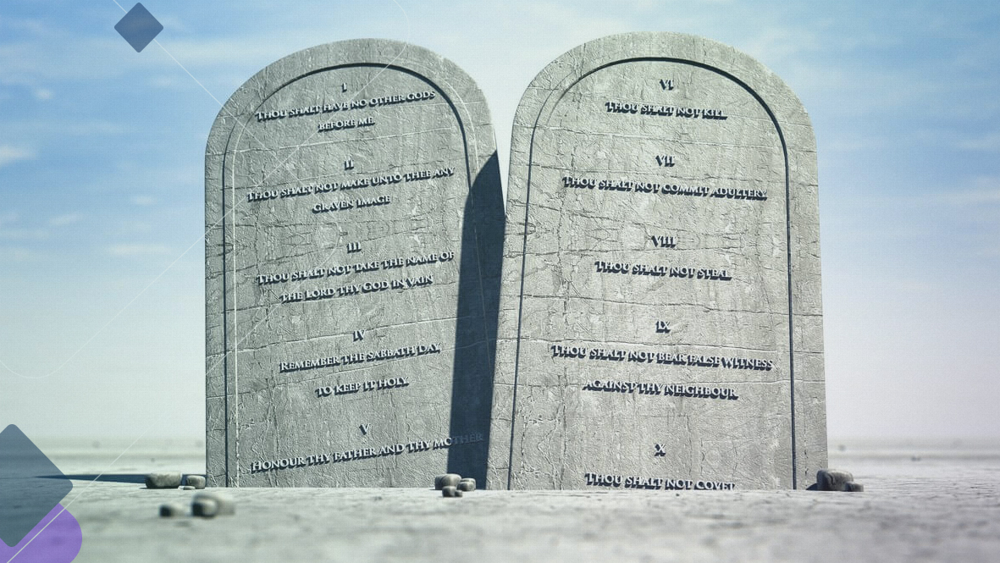 I
THOU SHALT HAVE NO OTHER GODS
BEFORE ME
II
THOU SHALT NOT MAKE UNTO THEE ANY
GRAVEN IMAGE
III
THOU SHALT NOT TAKE THE NAME OF
THE LORD THY GOD IN VAIN
IV
REMEMBER THE SABBATH DAY,
TO KEEP IT HOLY.
V
HONOUR THY FATHER AND THY MOTHER
VI
THOU SHALT NOT KILL.
VII
THOU SHALT NOT COMMIT ADULTERY.
VIII
THOU SHALT NOT STEAL
IX
THOU SHALT NOT BEAR FALSE WITNESS
AGAINST THY NEIGHBOUR.
X
THOU SHALT NOT COVET